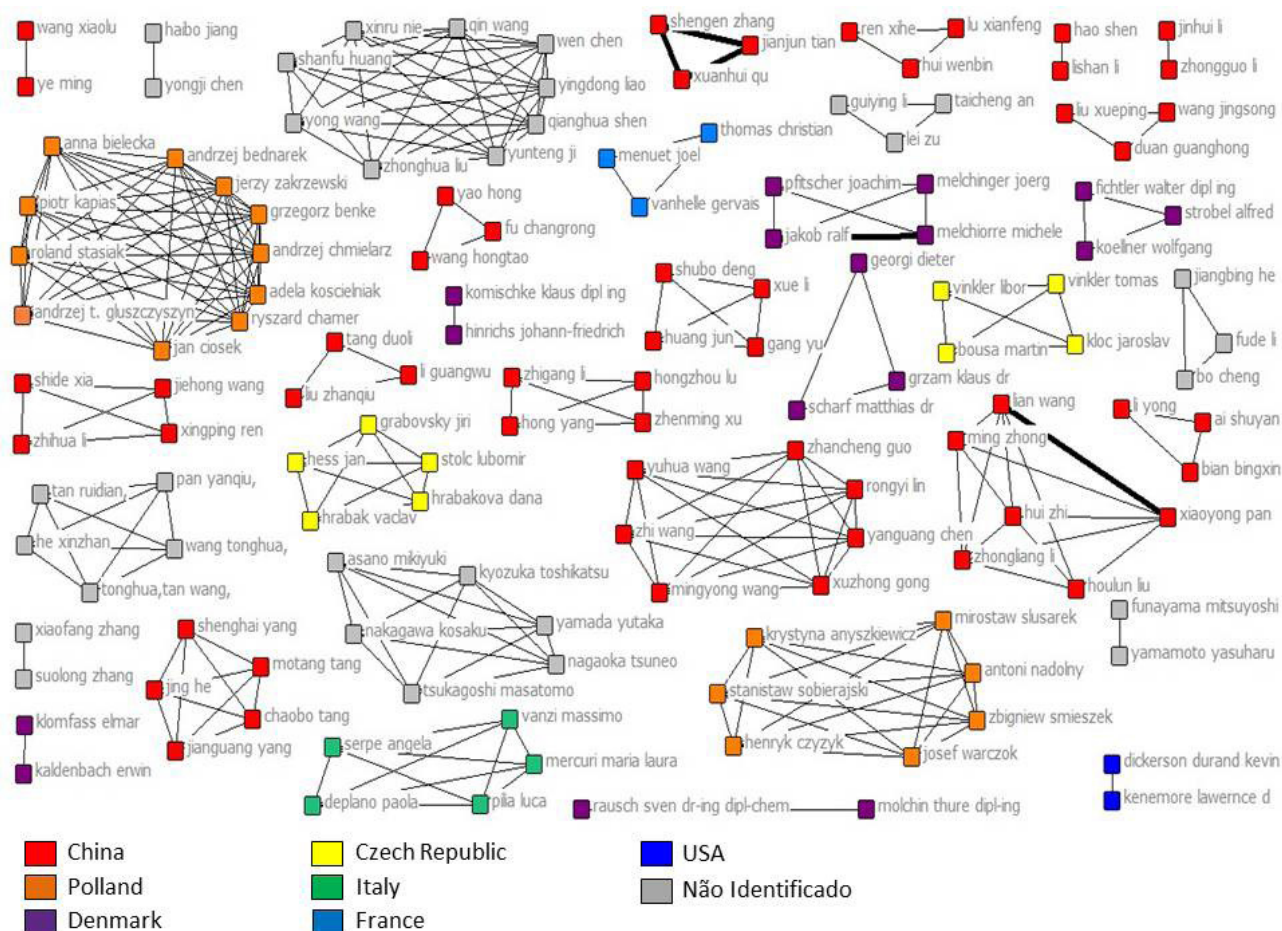 wang xiaolu
ye ming
haibo jiang
yongji chen
xinru nie
qin wang
wen chen
shanfu huang
yingdong liao
yong wang
qianghua shen
zhonghua liu
yunteng ji
shengen zhang
jianjun tan
xuanhui qu
ren xihe
lu xianfeng
hui wenbin
hao shen
lishan li
jinhui li
zhongguo li
guiying li
taicheng an
lei zu
liu xueping
wang jingsong
duan guanghong
anna bielecka
andrzej bednarek
jerzy zakrzewski
piotr kapias
grzegorz benke
roland stasiak
andrzej chmielarz
adela koscielniak
andrzej t. gluszczyszyn
ryszard chamer
jan ciosek
thomas christian
menuet joel
vanhelle gervais
yao hong
fu changrong
wang hongtao
pfitscher joachim
melchinger joerg
jakob ralf
melchiorre michele
fichtler walter dipl ing
strobel alfred
koellner wolfgang
georgi dieter
grzam klaus dr
scharf matthias dr
komischke klaus dipl ing
hinrichs johann-friedrich
shubo deng
xue li
huang jun
gang yu
vinkler libor
vinkler tomas
bousa martin
kloc jaroslav
jiangbing he
fude li
bo cheng
tang duoli
li guangwu
liu zhanqiu
shide xia
jiehong wang
zhihua li
xingping ren
zhigang li
hongzhou lu
hong yang
zhenming xu
grabovsky jiri
hess jan
stolc lubomir
hrabakova dana
hrabak vaclav
lian wang
ming zhong
hui zhi
xiaoyong pan
zhongliang li
houlun liu
li yong
ai shuyan
bian bingxin
tan ruidian,
pan yanqiu,
he xinzhan
wang tonghua,
tonghua,tan wang,
yuhua wang
zhancheng guo
rongyi lin
zhi wang
yanguang chen
mingyong wang
xuzhong gong
asano mikiyuki
kyozuka toshikatsu
nakagawa kosaku
yamada yutaka
nagaoka tsuneo
tsukagoshi masatomo
funayama mitsuyoshi
yamamoto yasuharu
xiaofang zhang
suolong zhang
shenghai yang
motang tang
jing he
chaobo tang
jianguang yang
krystyna anyszkiewicz
mirostaw slusarek
antoni nadolny
stanistaw sobierajski
zbigniew smieszek
henryk czyzyk
josef warczok
klomfass elmar
kaldenbach erwin
vanzi massimo
serpe angela
mercuri maria laura
deplano paola
pilia luca
rausch sven dr-ing dipl-chem
molchin thure dipl-ing
dickerson durand kevin
kenemore lawernce d
China
Polland
Denmark
Czech Republic
Italy
France
USA
Não Identificado